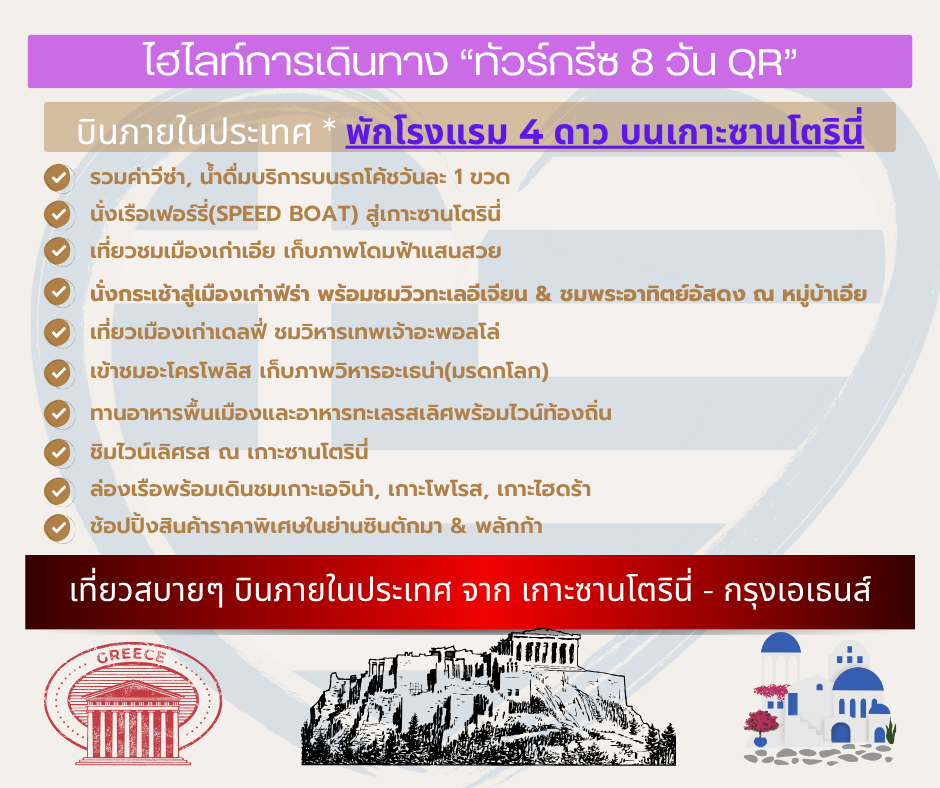 ไฮไลท์การเดินทาง “ทัวร์กรีซ 8 วัน QR”
บินภายในประเทศ * พักโรงแรม 4 ดาว บนเกาะซานโตรินี่
รวมค่าวีซ่า, น้ำดื่มบริการบนรถโค้ชวันละ 1 ขวด
นั่งเรือเฟอร์รี่(SPEED BOAT) สู่เกาะซานโตรินี่
เที่ยวชมเมืองเก่าเอีย เก็บภาพโดมฟ้าแสนสวย
นั่งกระเช้าสู่เมืองเก่าฟีร่า พร้อมชมวิวทะเลอีเจียน & ชมพระอาทิตย์อัสดง ณ หมู่บ้าเอีย
เที่ยวเมืองเก่าเดลฟี่ ชมวิหารเทพเจ้าอะพอลโล่
เข้าชมอะโครโพลิส เก็บภาพวิหารอะเธน่า(มรดกโลก)
ทานอาหารพื้นเมืองและอาหารทะเลรสเลิศพร้อมไวน์ท้องถิ่น
ชิมไวน์เลิศรส ณ เกาะซานโตรินี่
ล่องเรือพร้อมเดินชมเกาะเอจิน่า, เกาะโพโรส, เกาะไฮดร้า
ช้อปปิ้งสินค้าราคาพิเศษในย่านซินตักมา & พลักก้า
เที่ยวสบายๆ บินภายในประเทศ จาก เกาะซานโตรินี่ - กรุงเอเธนส์
GREECE